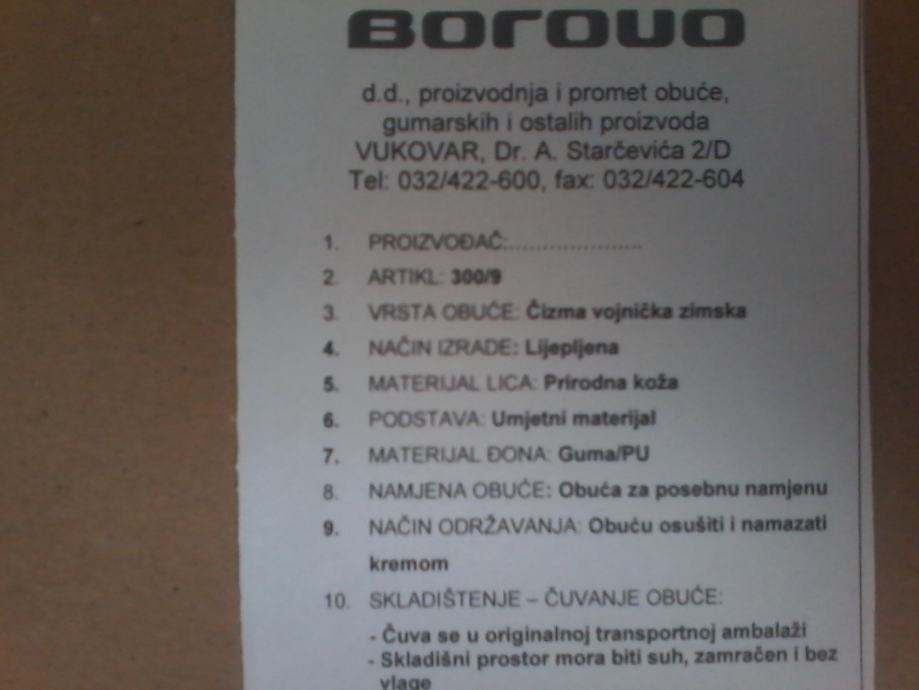 BOROVO
d.d., proizvodnja i promet obuće,
gumarskih i ostalih proizvoda
VUKOVAR, Dr. A. Starčevića 2/D
Tel: 032/422-600, fax: 032/422-604
1. PROIZVOĐAČ:.....................
2. ARTIKL: 300/9
3. VRSTA OBUĆE: Čizma vojnička zimska
4. NAČIN IZRADE: Lijepljena
5. MATERIJAL LICA: Prirodna koža
6. PODSTAVA: Umjetni materijal
7. MATERIJAL ĐONA: Guma/PU
8. NAMJENA OBUĆE: Obuća za posebnu namjenu
9. NAČIN ODRŽAVANJA: Obuću osušiti i namazati
kremom
10. SKLADIŠTENJE – ČUVANJE OBUĆE:
- Čuva se u originalnoj transportnoj ambalaži
- Skladišni prostor mora biti suh, zamračen i bez
vlage